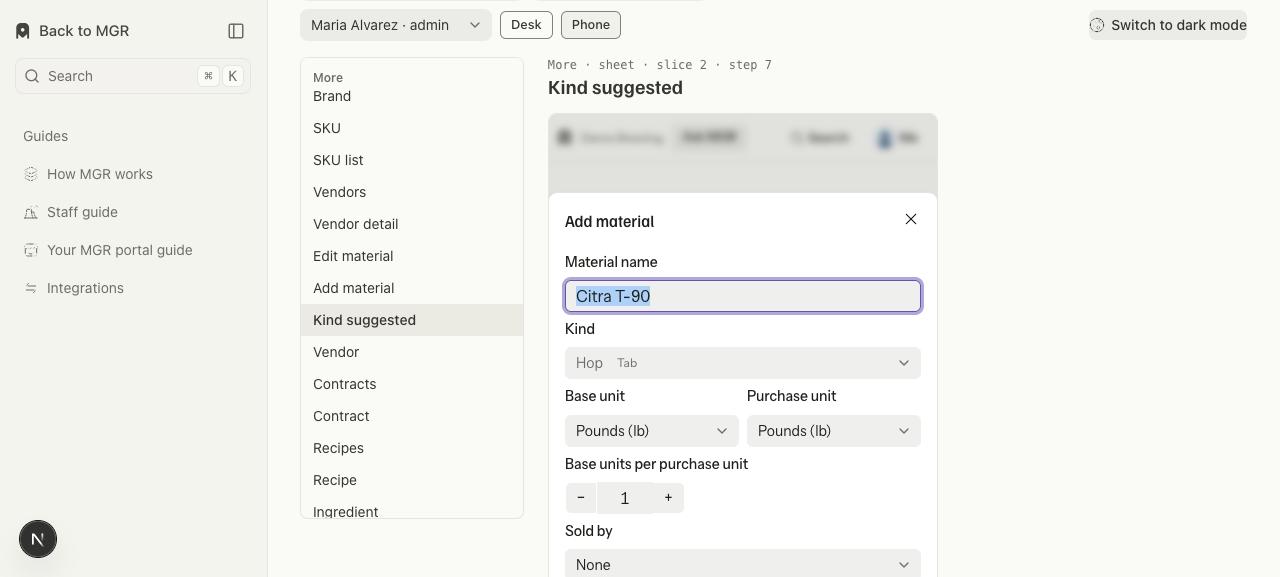 Back to MGR
Search
⌘ K
Guides
How MGR works
Staff guide
Your MGR portal guide
Integrations
N
Maria Alvarez · admin
Desk
Phone
Switch to dark mode
More
Brand
SKU
SKU list
Vendors
Vendor detail
Edit material
Add material
Kind suggested
Vendor
Contracts
Contract
Recipes
Recipe
Ingredient
More · sheet · slice 2 · step 7
Kind suggested
Search
Me
Add material
Material name
Citra T-90
Kind
Hop Tab
Base unit
Purchase unit
Pounds (lb)
Pounds (lb)
Base units per purchase unit
− 1 +
Sold by
None